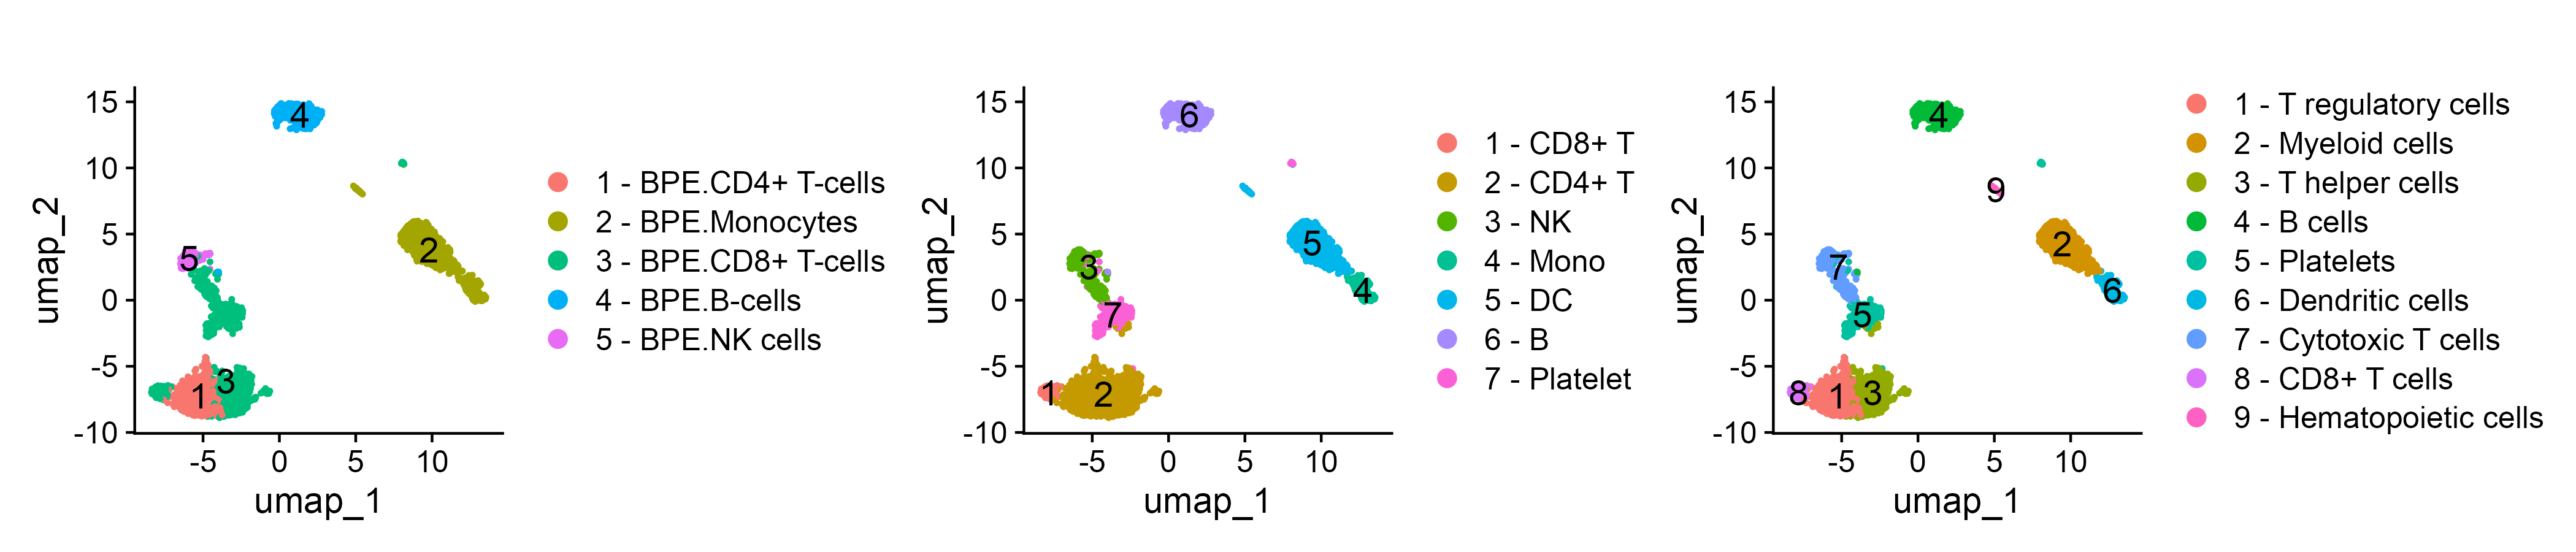 15
10
5
0
-5
-10
-5
0
5
10
umap_1
umap_2
4
2
5
3
1
1 - BPE.CD4+ T-cells
2 - BPE.Monocytes
3 - BPE.CD8+ T-cells
4 - BPE.B-cells
5 - BPE.NK cells
15
10
5
0
-5
-10
-5
0
5
10
umap_1
umap_2
6
5
4
3
7
1
2
1 - CD8+ T
2 - CD4+ T
3 - NK
4 - Mono
5 - DC
6 - B
7 - Platelet
15
10
5
0
-5
-10
-5
0
5
10
umap_1
umap_2
4
9
2
6
7
5
8
1
3
1 - T regulatory cells
2 - Myeloid cells
3 - T helper cells
4 - B cells
5 - Platelets
6 - Dendritic cells
7 - Cytotoxic T cells
8 - CD8+ T cells
9 - Hematopoietic cells